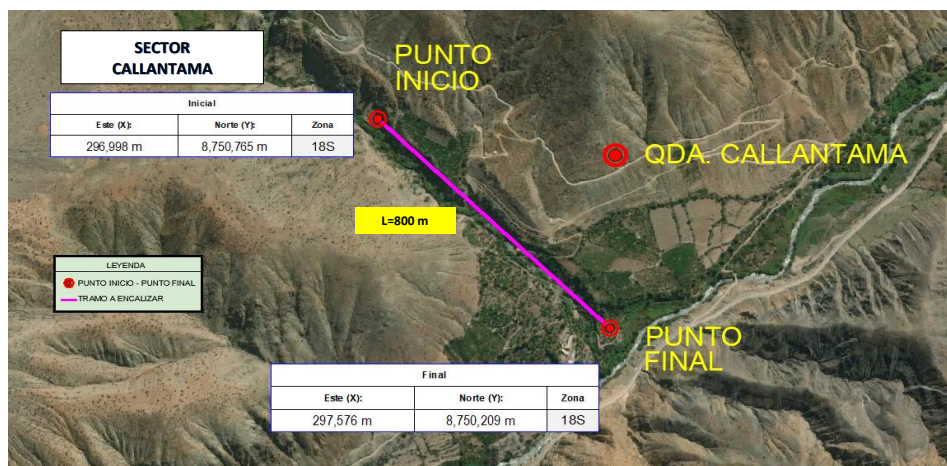 SECTOR
CALLANTAMA
PUNTO
INICIO
Inicial
Este (X): Norte (Y): Zona
296,998 m 8,750,765 m 18S
QDA. CALLANTAMA
L=800 m
LEYENDA
PUNTO INICIO - PUNTO FINAL
TRAMO A ENCALIZAR
PUNTO
FINAL
Final
Este (X): Norte (Y): Zona
297,576 m 8,750,209 m 18S